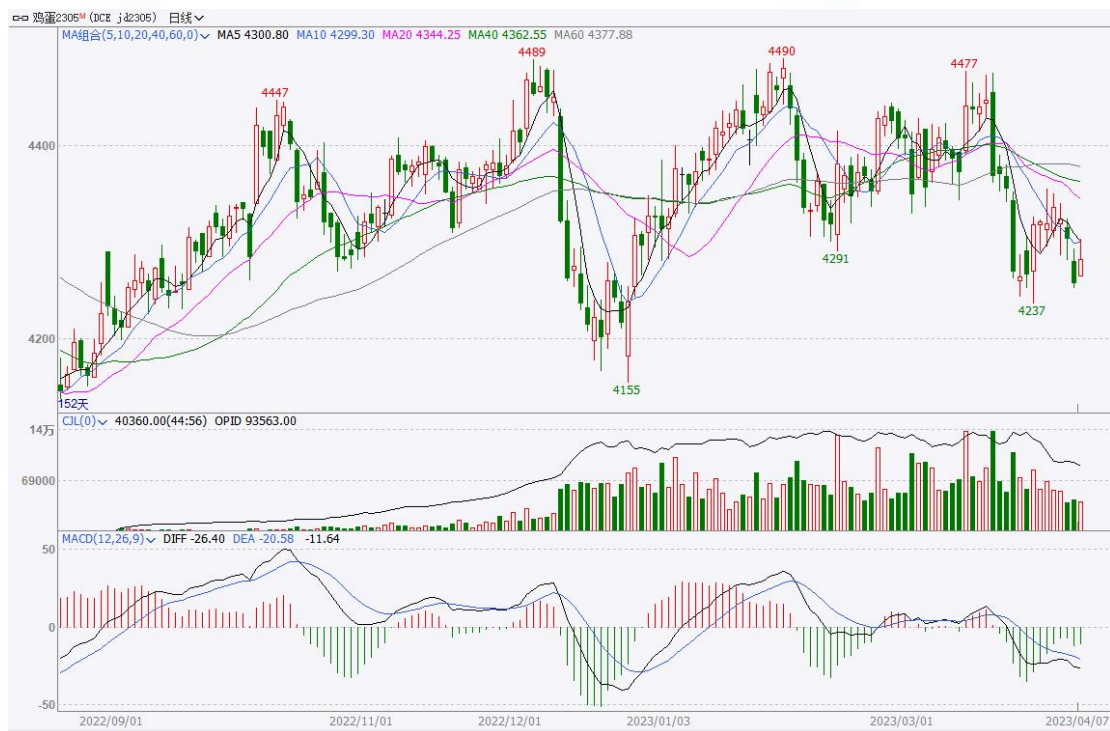 鸡蛋2305M (DCE jd2305) 日线
MA组合(5,10,20,40,60,0) MA5 4300.80 MA10 4299.30 MA20 4344.25 MA40 4362.55 MA60 4377.88
4489
4490
4477
4447
4400
4291
4237
4200
4155
152天
CJL(0) 40360.00(44:56) OPID 93563.00
14万
69000
MACD(12,26,9) DIFF -26.40 DEA -20.58 -11.64
50
0
-50
2022/09/01 2022/11/01 2022/12/01 2023/01/03 2023/03/01 2023/04/07